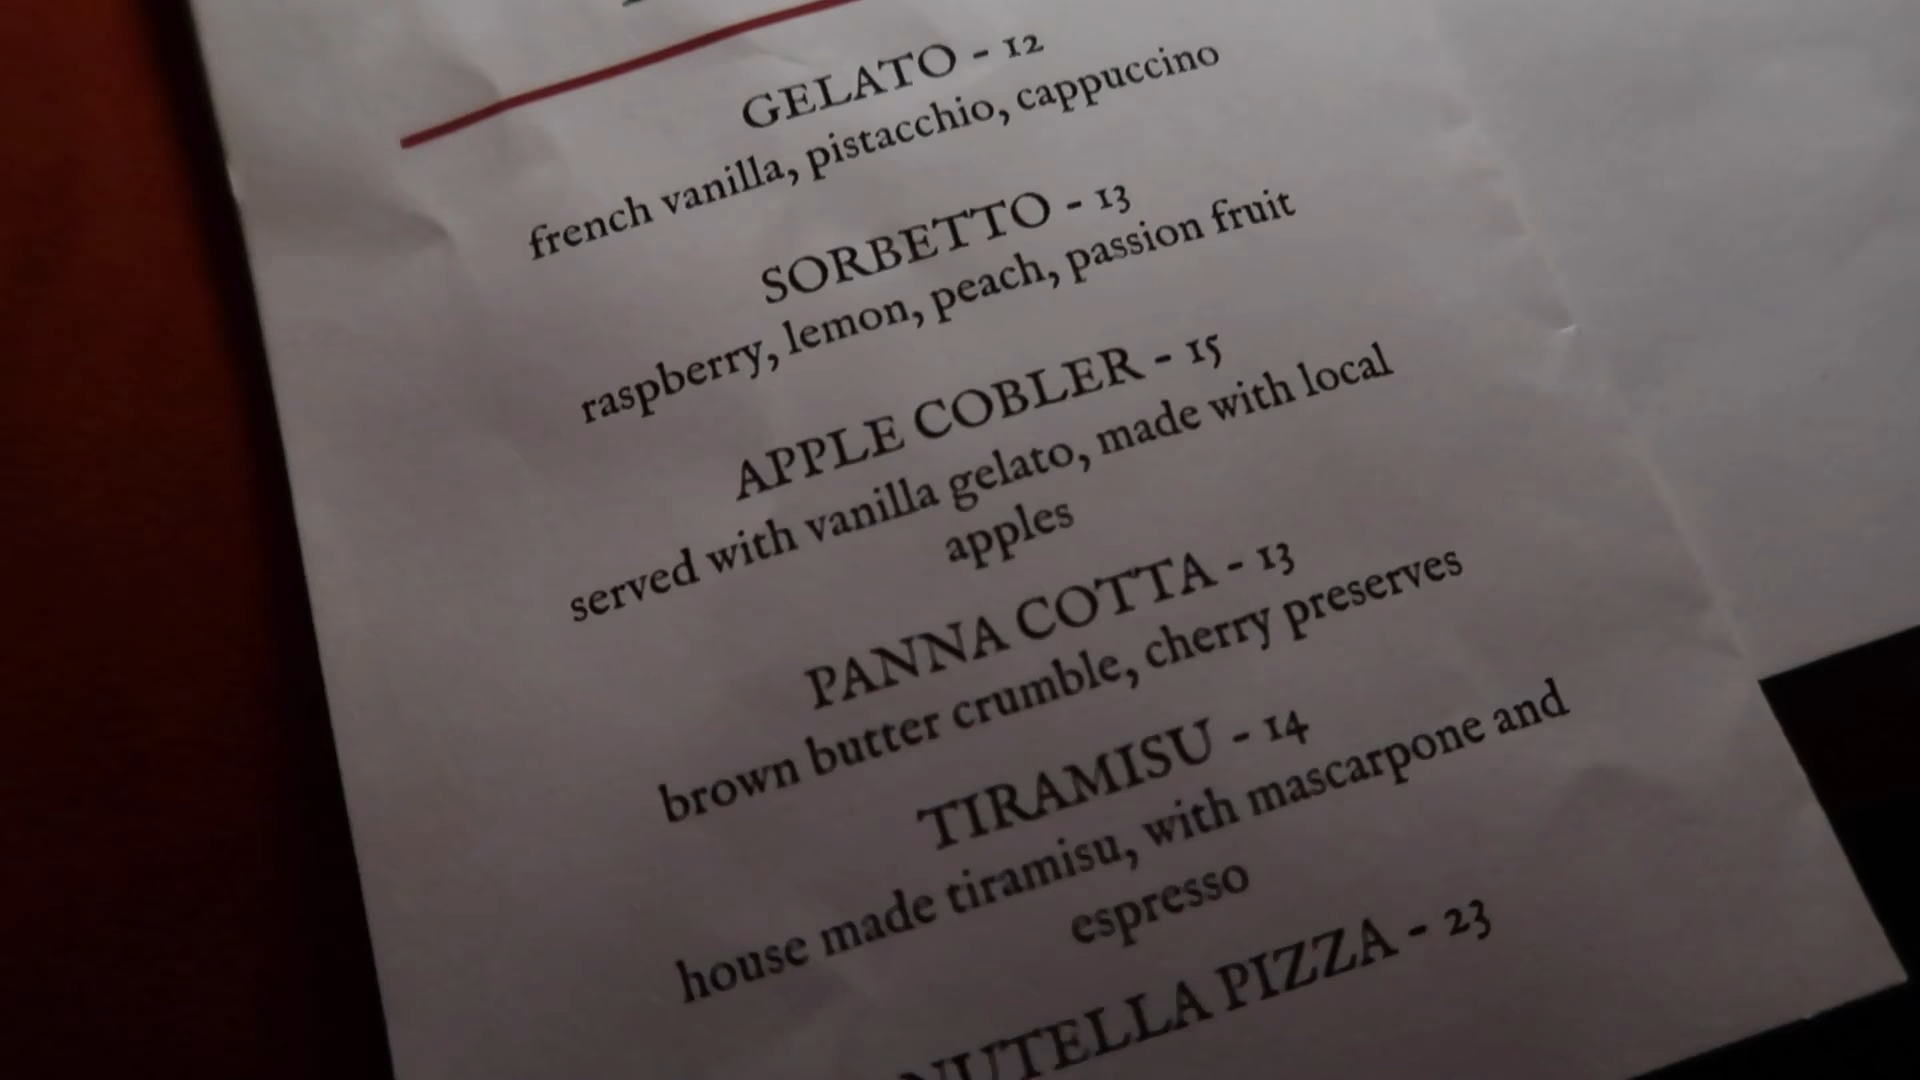 GELATO - 12
french vanilla, pistacchio, cappuccino
SORBETTO - 13
raspberry, lemon, peach, passion fruit
APPLE COBLER - 15
served with vanilla gelato, made with local
apples
PANNA COTTA - 13
brown butter crumble, cherry preserves
TIRAMISU - 14
house made tiramisu, with mascarpone and
espresso
NUTELLA PIZZA - 23